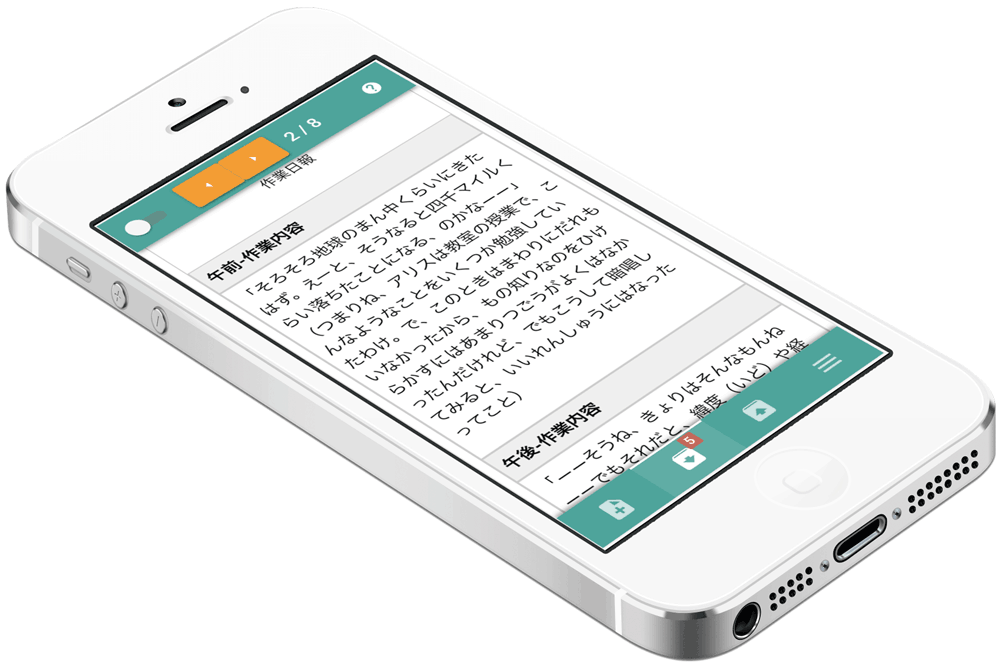 2 / 8
作業日報
午前-作業内容
「そろそろ地球のまん中くらいにきた
はず。えーと、そうなると四千マイルく
らい落ちたことになる、のかなー―」
(つまりね、アリスは教室の授業で、こ
んなようなことをいくつか勉強してい
たわけ。で、このときはまわりにだれも
いなかったから、もの知りなのをひけ
らかすにはあまりつごうがよくはなか
ったんだけれど、でもこうして暗唱し
てみると、いいれんしゅうにはなった
ってこと)
午後-作業内容
「ーーそうね、きょりはそんなもんね
ーーでもそれだと、緯度(いど)や経
5